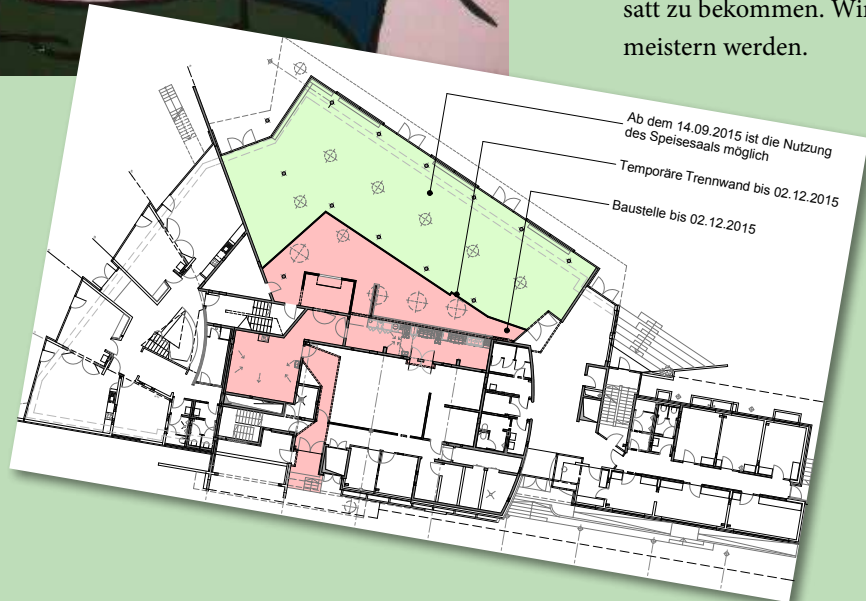 satt zu bekommen. Wir
meistern werden.
Ab dem 14.09.2015 ist die Nutzung
des Speisesaals möglich
Temporäre Trennwand bis 02.12.2015
Baustelle bis 02.12.2015